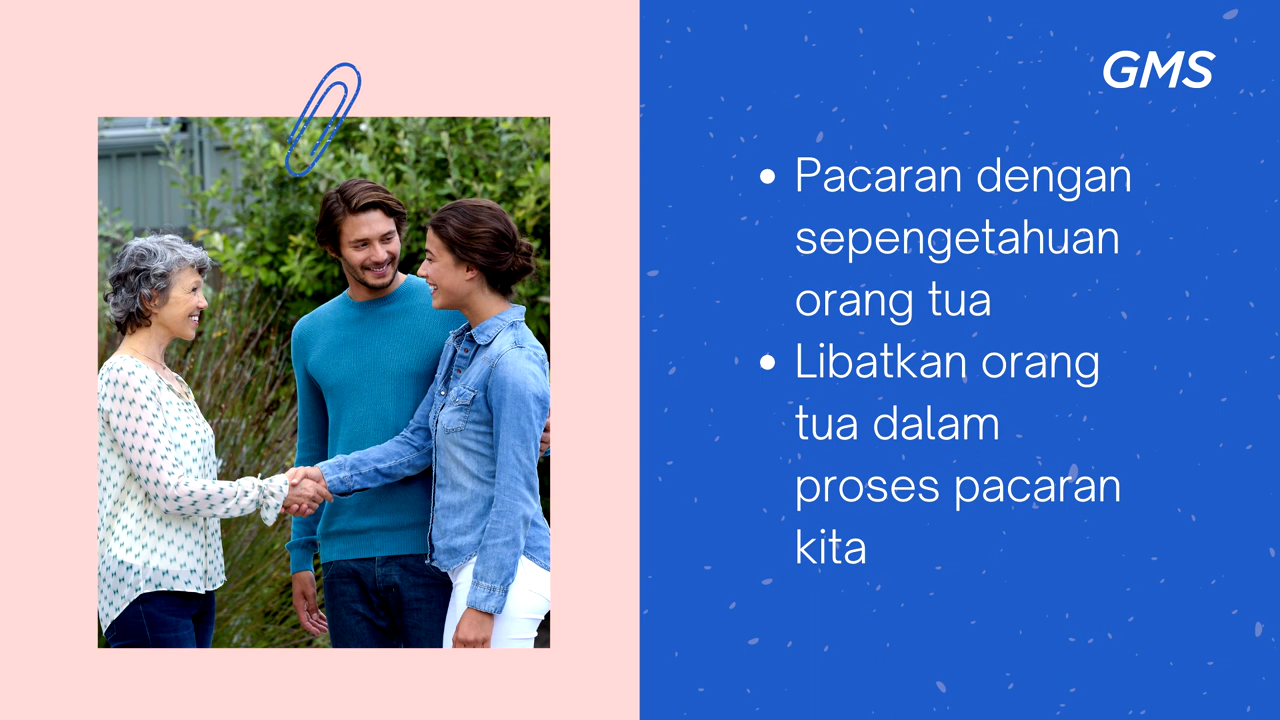 GMS
• Pacaran dengan
sepengetahuan
orang tua
• Libatkan orang
tua dalam
proses pacaran
kita